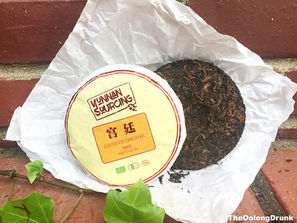 YUNNAN
SOURCING
宫廷
CERTIFIED ORGANIC
TheOolongDrunk